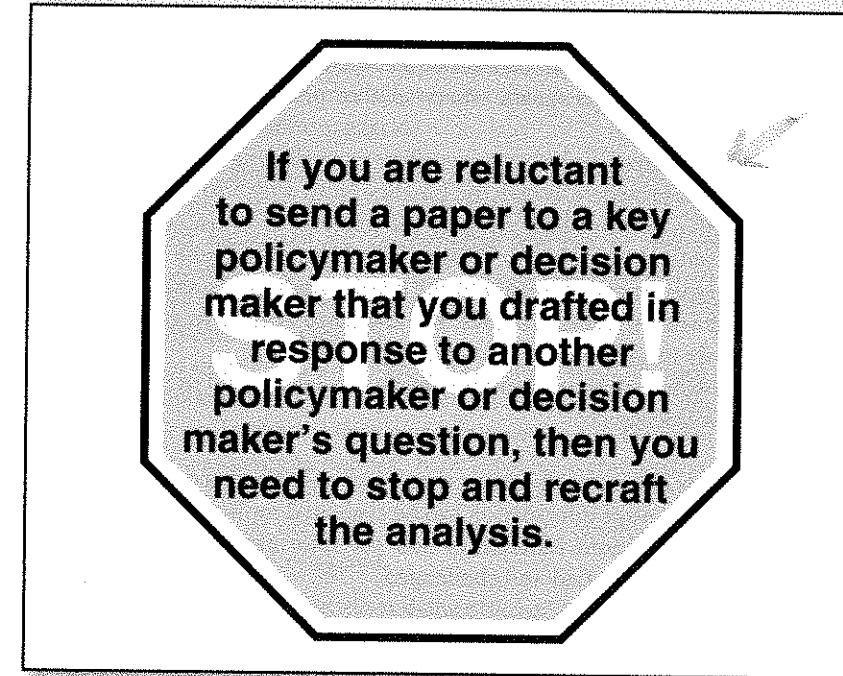 If you are reluctant
to send a paper to a key
policymaker or decision
maker that you drafted in
response to another
policymaker or decision
maker's question, then you
need to stop and recraft
the analysis.
STOP!